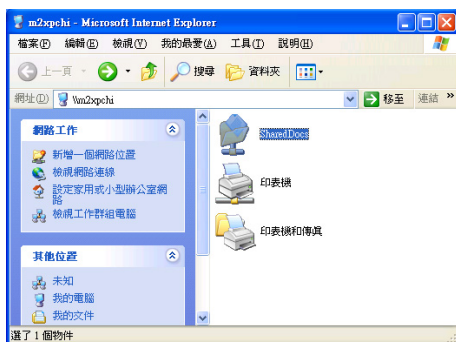 m2xpchi - Microsoft Internet Explorer
檔案(F) 編輯(E) 檢視(V) 我的最愛(A) 工具(T) 說明(H)
上一頁 搜尋 資料夾
網址(D) \\m2xpchi 移至 連結 »
網路工作
新增一個網路位置
檢視網路連線
設定家用或小型辦公室網
路
檢視工作群組電腦
其他位置
未知
我的電腦
我的文件
SharedDocs
印表機
印表機和傳真
選了 1 個物件